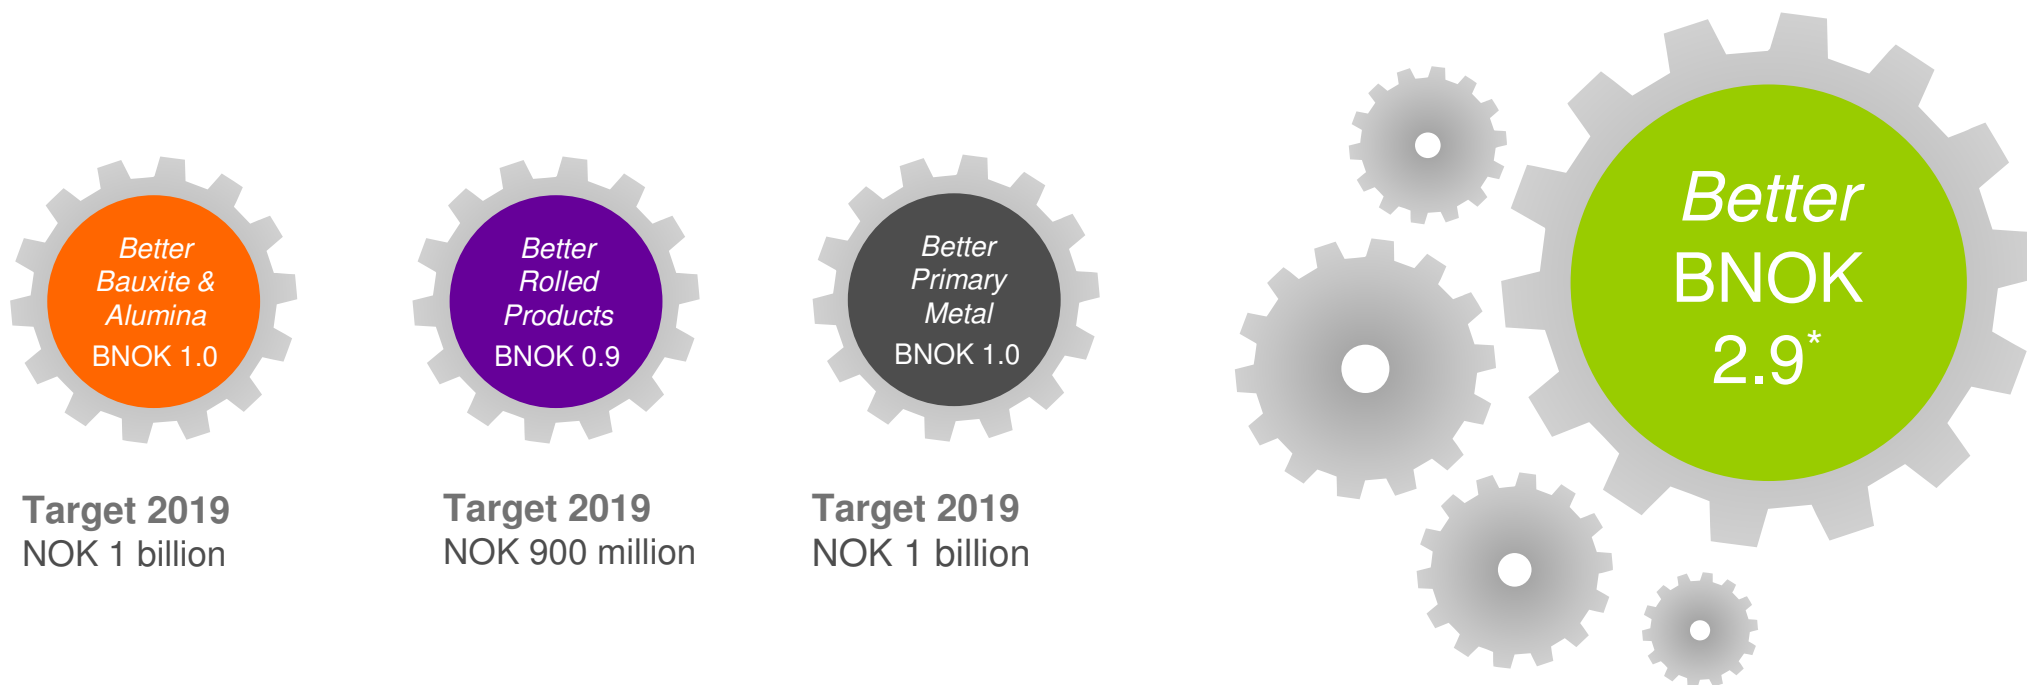 Better
Bauxite &
Alumina
BNOK 1.0
Target 2019
NOK 1 billion
Better
Rolled
Products
BNOK 0.9
Target 2019
NOK 900 million
Better
Primary
Metal
BNOK 1.0
Target 2019
NOK 1 billion
Better
BNOK
2.9*